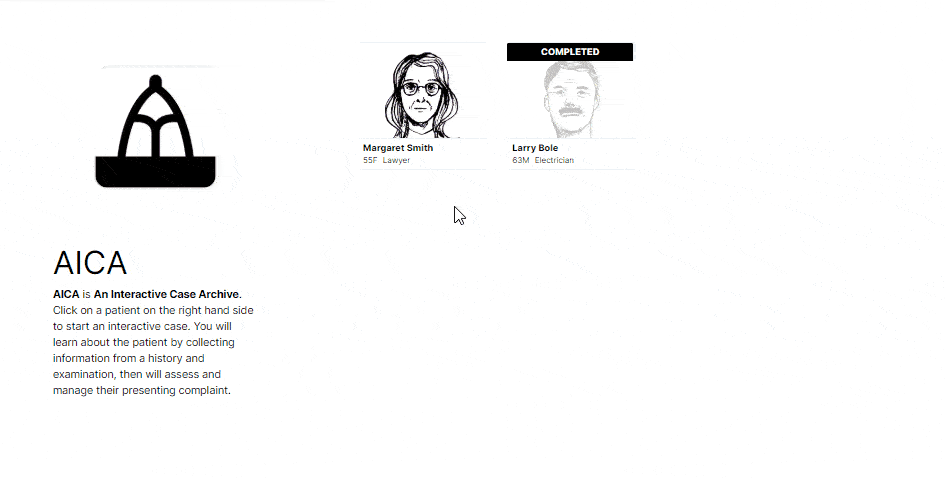 COMPLETED
Margaret Smith
55F Lawyer
Larry Bole
63M Electrician
AICA
AICA is An Interactive Case Archive.
Click on a patient on the right hand side
to start an interactive case. You will
learn about the patient by collecting
information from a history and
examination, then will assess and
manage their presenting complaint.